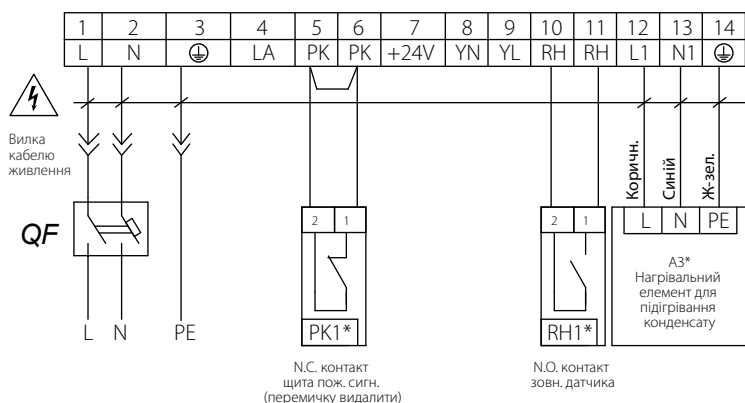 1 2 3 4 5 6 7 8 9 10 11 12 13 14
L N LA PK PK +24V YN YL RH RH L1 N1
Вилка
кабелю
живлення
Коричн.
Синій
Ж-зел.
QF
2 1
2 1
L N PE
A3*
Нагрівальний
елемент для
підігрівання
конденсату
L N PE
PK1*
RH1*
N.C. контакт
щита пож. сигн.
(перемичку видалити)
N.O. контакт
зовн. датчика